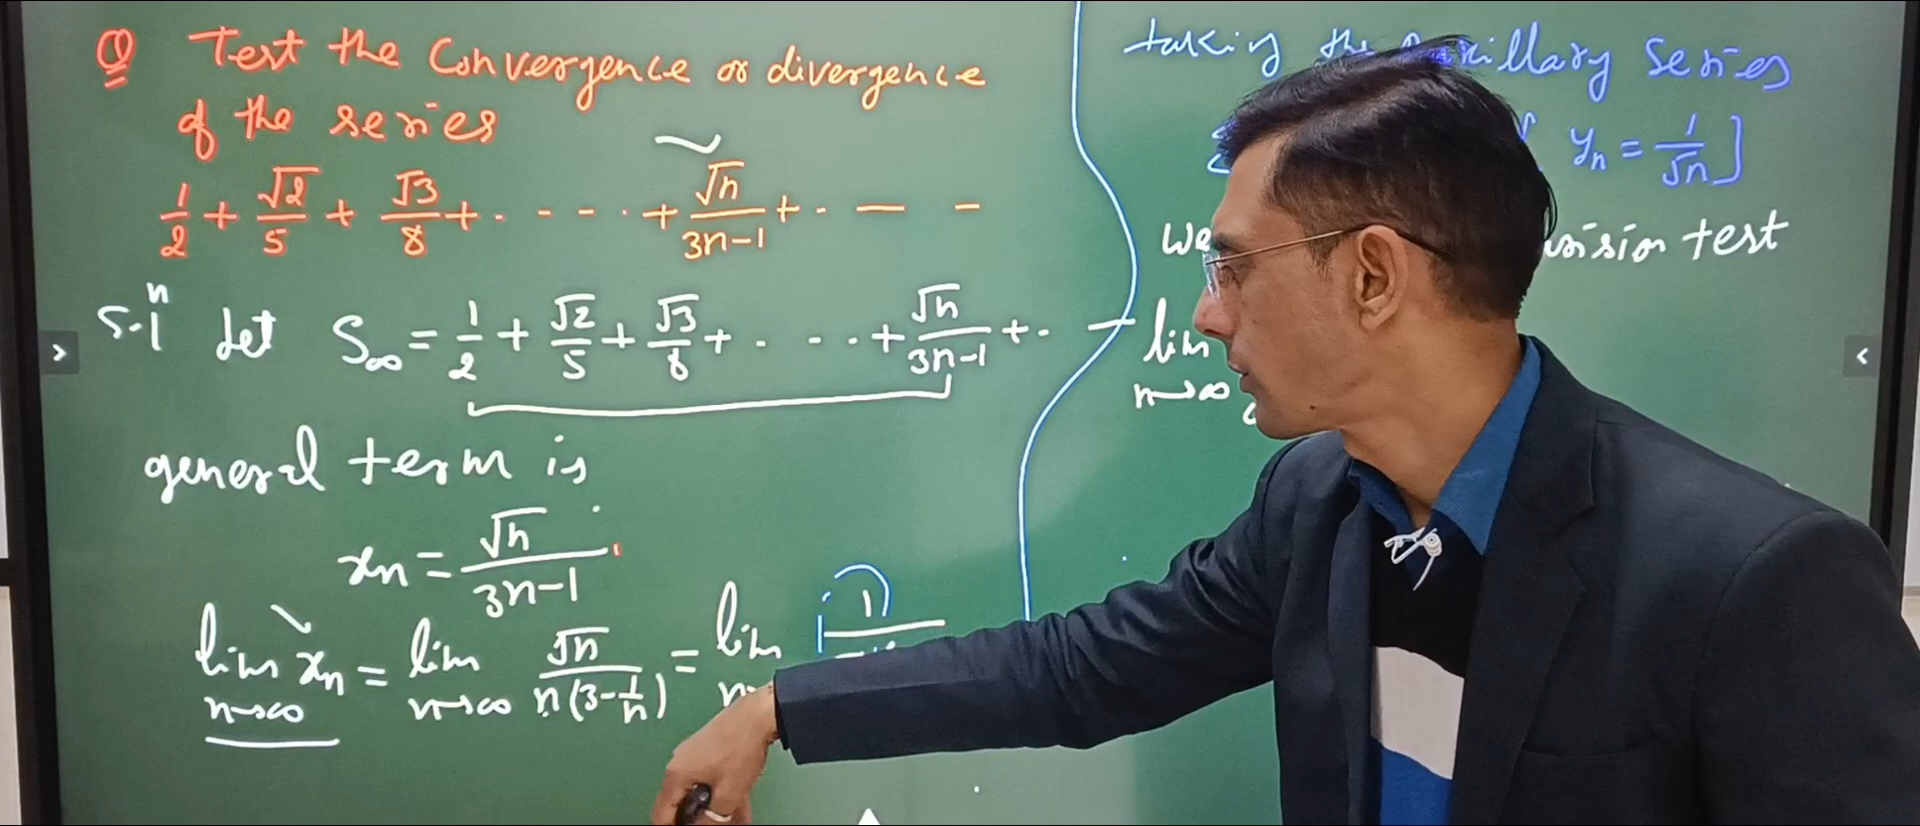 Q Test the Convergence or divergence
of the series
1/2 + √2/5 + √3/8 + . - - - . + √n/(3n-1) + . — -
Sol^n Let S∞ = 1/2 + √2/5 + √3/8 + . - . . + √n/(3n-1) + . —
general term is
xn = √n/(3n-1)
lim n→∞ xn = lim n→∞ √n/(n(3-1/n)) = lim
taking the Series
yn = 1/√n]
We test
lim n→∞